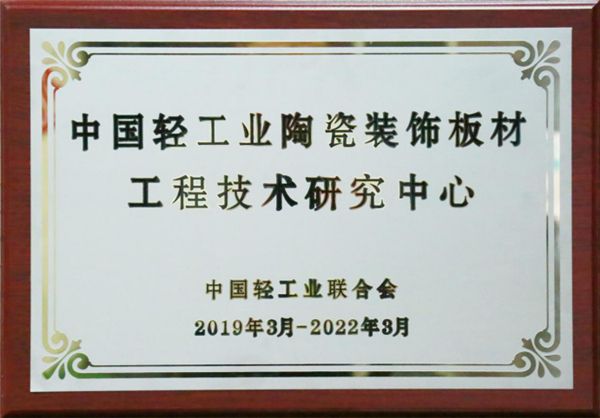 中国轻工业陶瓷装饰板材
工程技术研究中心
中国轻工业联合会
2019年3月-2022年3月